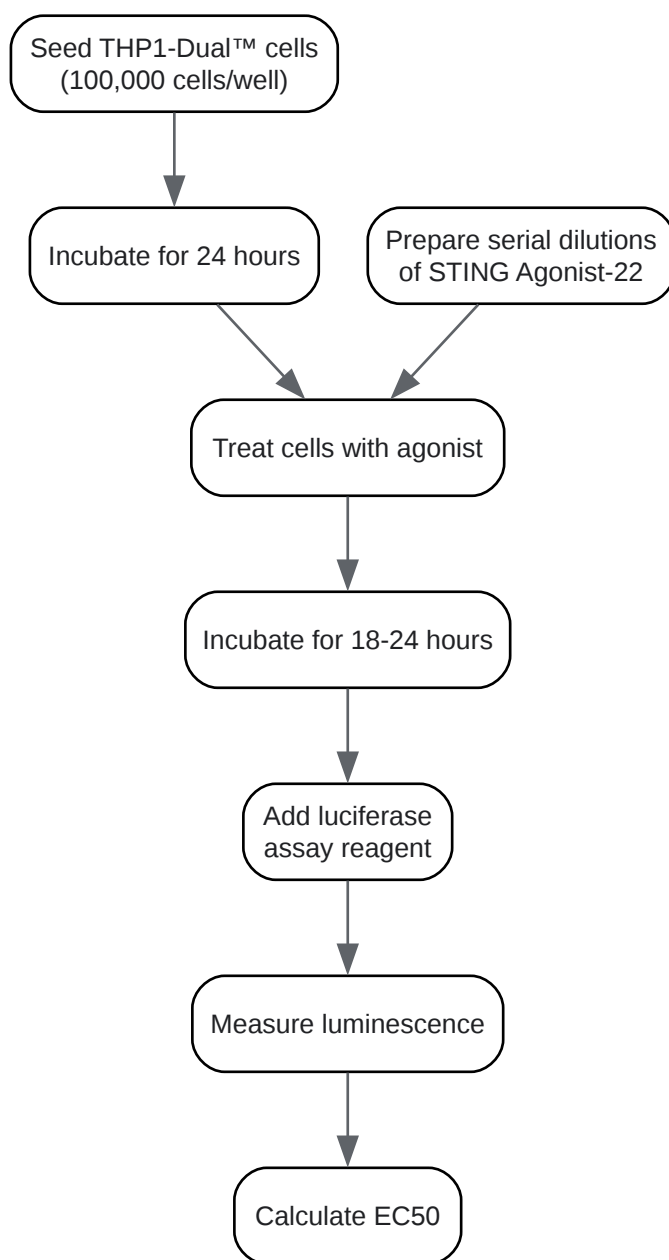 Seed THP1-Dual™ cells
(100,000 cells/well)
Incubate for 24 hours
Prepare serial dilutions
of STING Agonist-22
Treat cells with agonist
Incubate for 18-24 hours
Add luciferase
assay reagent
Measure luminescence
Calculate EC50